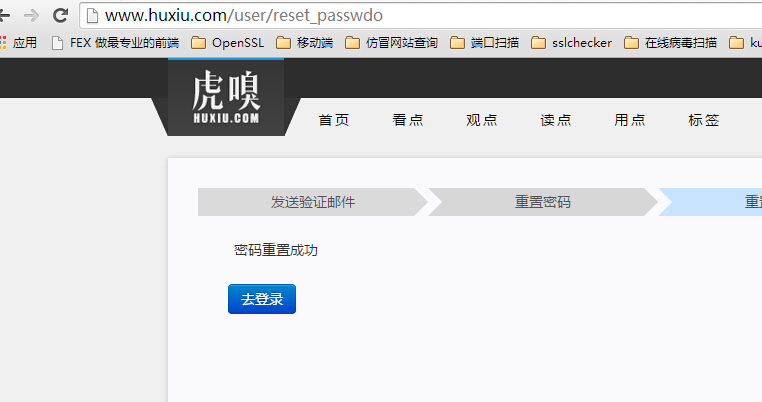 www.huxiu.com/user/reset_passwdo
应用 FEX 做最专业的前端 OpenSSL 移动端 仿冒网站查询 端口扫描 sslchecker 在线病毒扫描 ku
虎嗅
HUXIU.COM
首页 看点 观点 读点 用点 标签
发送验证邮件 重置密码 重
密码重置成功
去登录